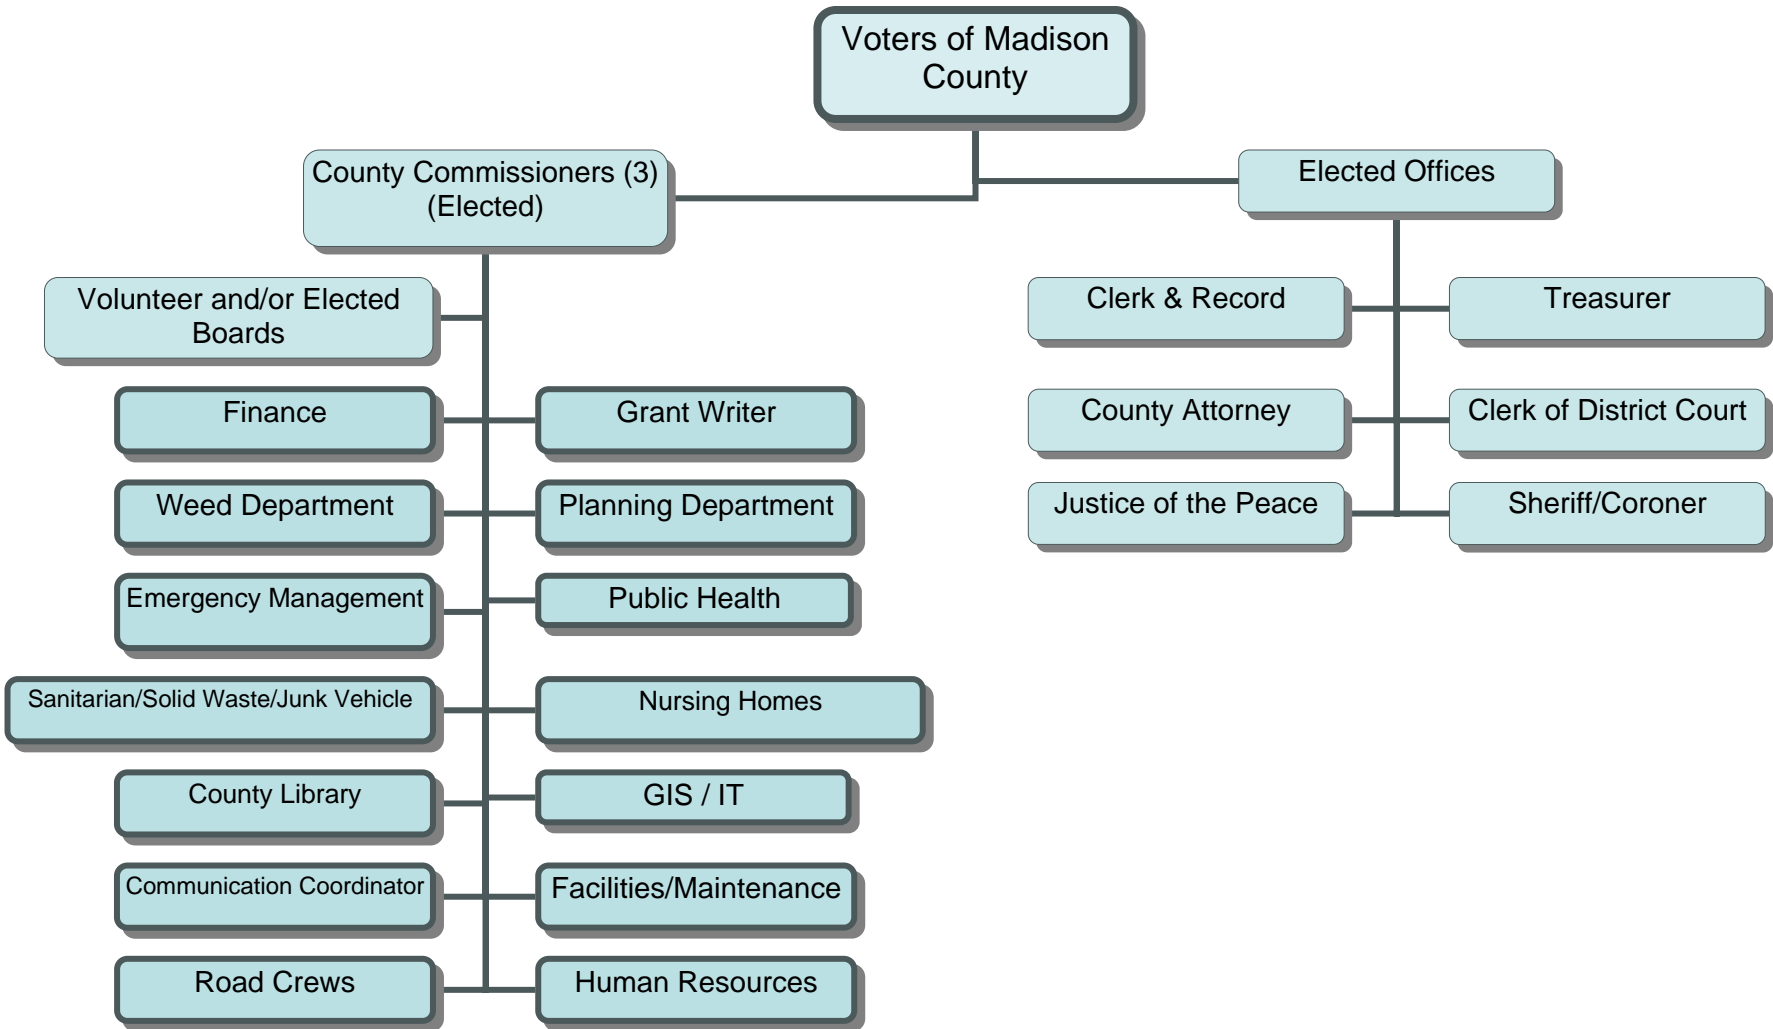 Voters of Madison
County
County Commissioners (3)
(Elected)
Elected Offices
Volunteer and/or Elected
Boards
Clerk & Record
Treasurer
Finance
Grant Writer
County Attorney
Clerk of District Court
Weed Department
Planning Department
Justice of the Peace
Sheriff/Coroner
Emergency Management
Public Health
Sanitarian/Solid Waste/Junk Vehicle
Nursing Homes
County Library
GIS / IT
Communication Coordinator
Facilities/Maintenance
Road Crews
Human Resources